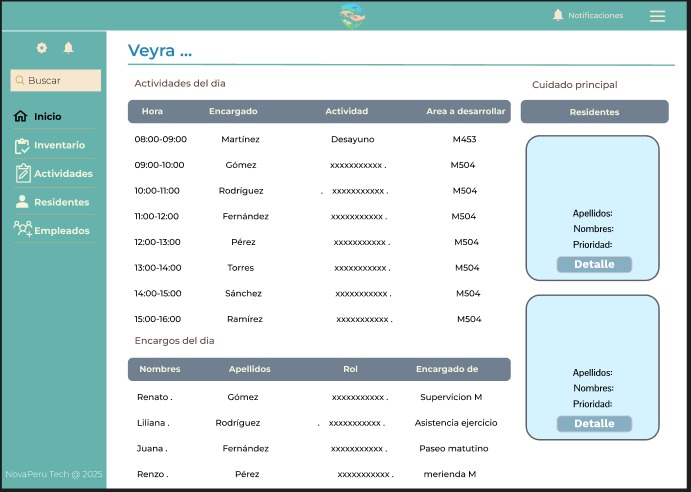 Notificaciones
Buscar
Inicio
Inventario
Actividades
Residentes
Empleados
NovaPeru Tech @ 2025
Veyra ...
Actividades del dia
Hora Encargado Actividad Area a desarrollar
08:00-09:00 Martínez Desayuno M453
09:00-10:00 Gómez xxxxxxxxxxx . M504
10:00-11:00 Rodríguez . xxxxxxxxxxx . M504
11:00-12:00 Fernández xxxxxxxxxxx . M504
12:00-13:00 Pérez xxxxxxxxxxx . M504
13:00-14:00 Torres xxxxxxxxxxx . M504
14:00-15:00 Sánchez xxxxxxxxxxx . M504
15:00-16:00 Ramírez xxxxxxxxxxx . M504
Encargos del dia
Nombres Apellidos Rol Encargado de
Renato . Gómez xxxxxxxxxxx . Supervicion M
Liliana . Rodríguez . xxxxxxxxxxx . Asistencia ejercicio
Juana . Fernández xxxxxxxxxxx . Paseo matutino
Renzo . Pérez xxxxxxxxxxx . merienda M
Cuidado principal
Residentes
Apellidos:
Nombres:
Prioridad:
Detalle
Apellidos:
Nombres:
Prioridad:
Detalle